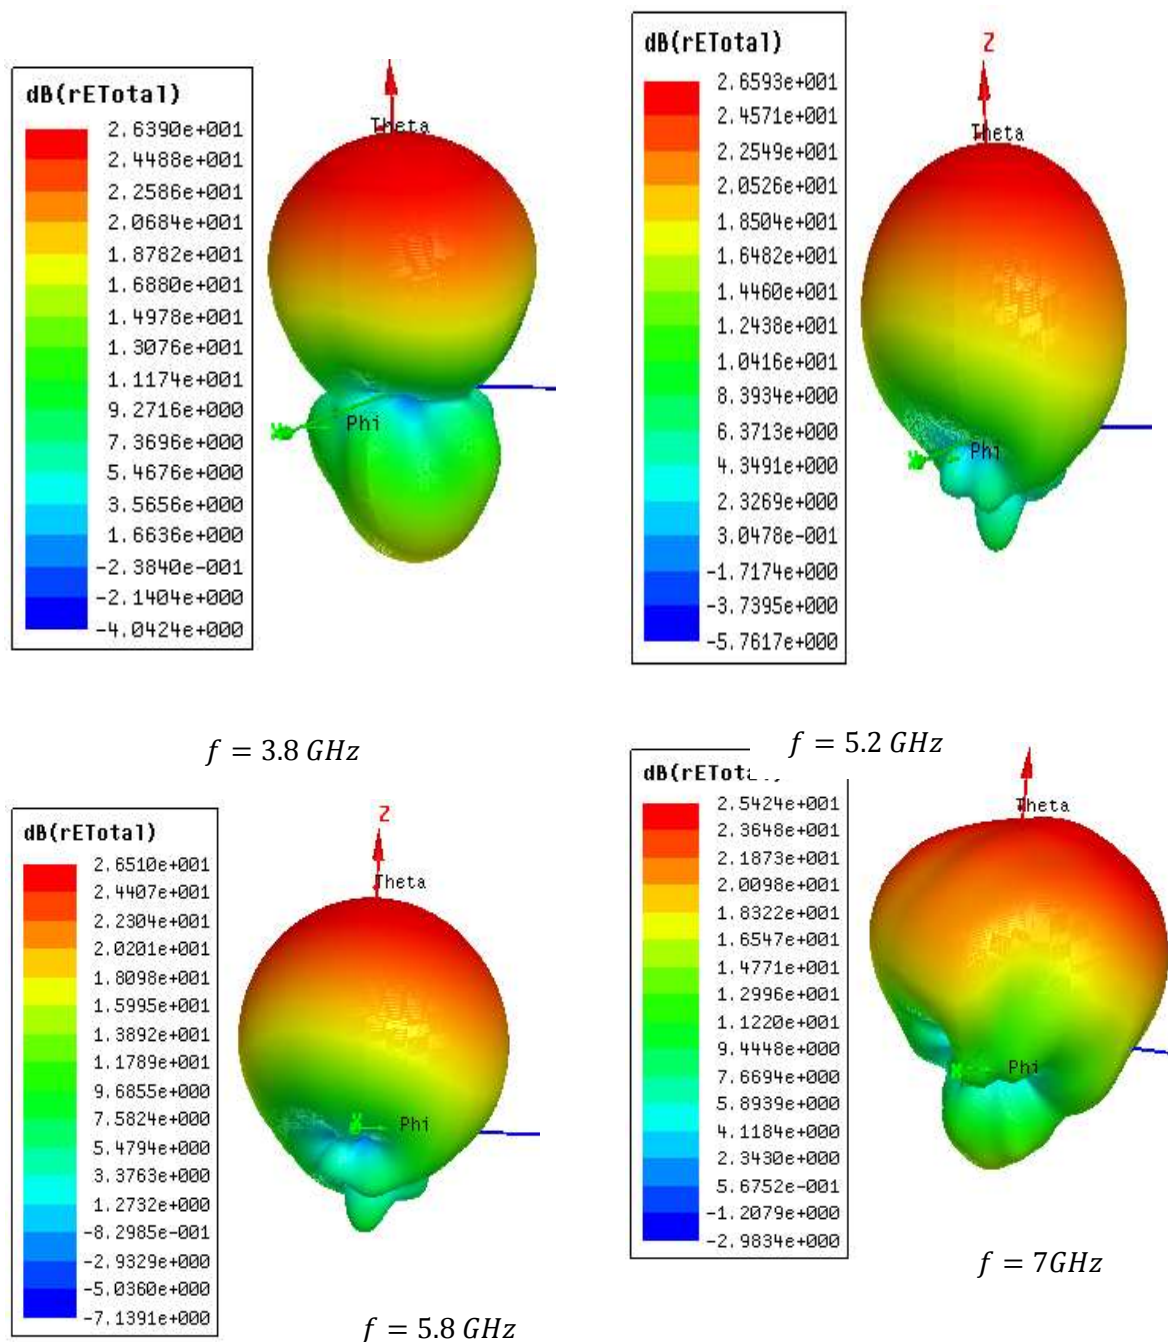 dB(rETotal)
2.6390e+001
2.4488e+001
2.2586e+001
2.0684e+001
1.8782e+001
1.6880e+001
1.4978e+001
1.3076e+001
1.1174e+001
9.2716e+000
7.3696e+000
5.4676e+000
3.5656e+000
1.6636e+000
-2.3840e-001
-2.1404e+000
-4.0424e+000
Theta
Phi
f = 3.8 GHz
dB(rETotal)
2.6593e+001
2.4571e+001
2.2549e+001
2.0526e+001
1.8504e+001
1.6482e+001
1.4460e+001
1.2438e+001
1.0416e+001
8.3934e+000
6.3713e+000
4.3491e+000
2.3269e+000
3.0478e-001
-1.7174e+000
-3.7395e+000
-5.7617e+000
Z
Theta
Phi
f = 5.2 GHz
dB(rETotal)
2.6510e+001
2.4407e+001
2.2304e+001
2.0201e+001
1.8098e+001
1.5995e+001
1.3892e+001
1.1789e+001
9.6855e+000
7.5824e+000
5.4794e+000
3.3763e+000
1.2732e+000
-8.2985e-001
-2.9329e+000
-5.0360e+000
-7.1391e+000
Z
Theta
Phi
f = 5.8 GHz
2.5424e+001
2.3648e+001
2.1873e+001
2.0098e+001
1.8322e+001
1.6547e+001
1.4771e+001
1.2996e+001
1.1220e+001
9.4448e+000
7.6694e+000
5.8939e+000
4.1184e+000
2.3430e+000
5.6752e-001
-1.2079e+000
-2.9834e+000
Theta
Phi
f = 7GHz